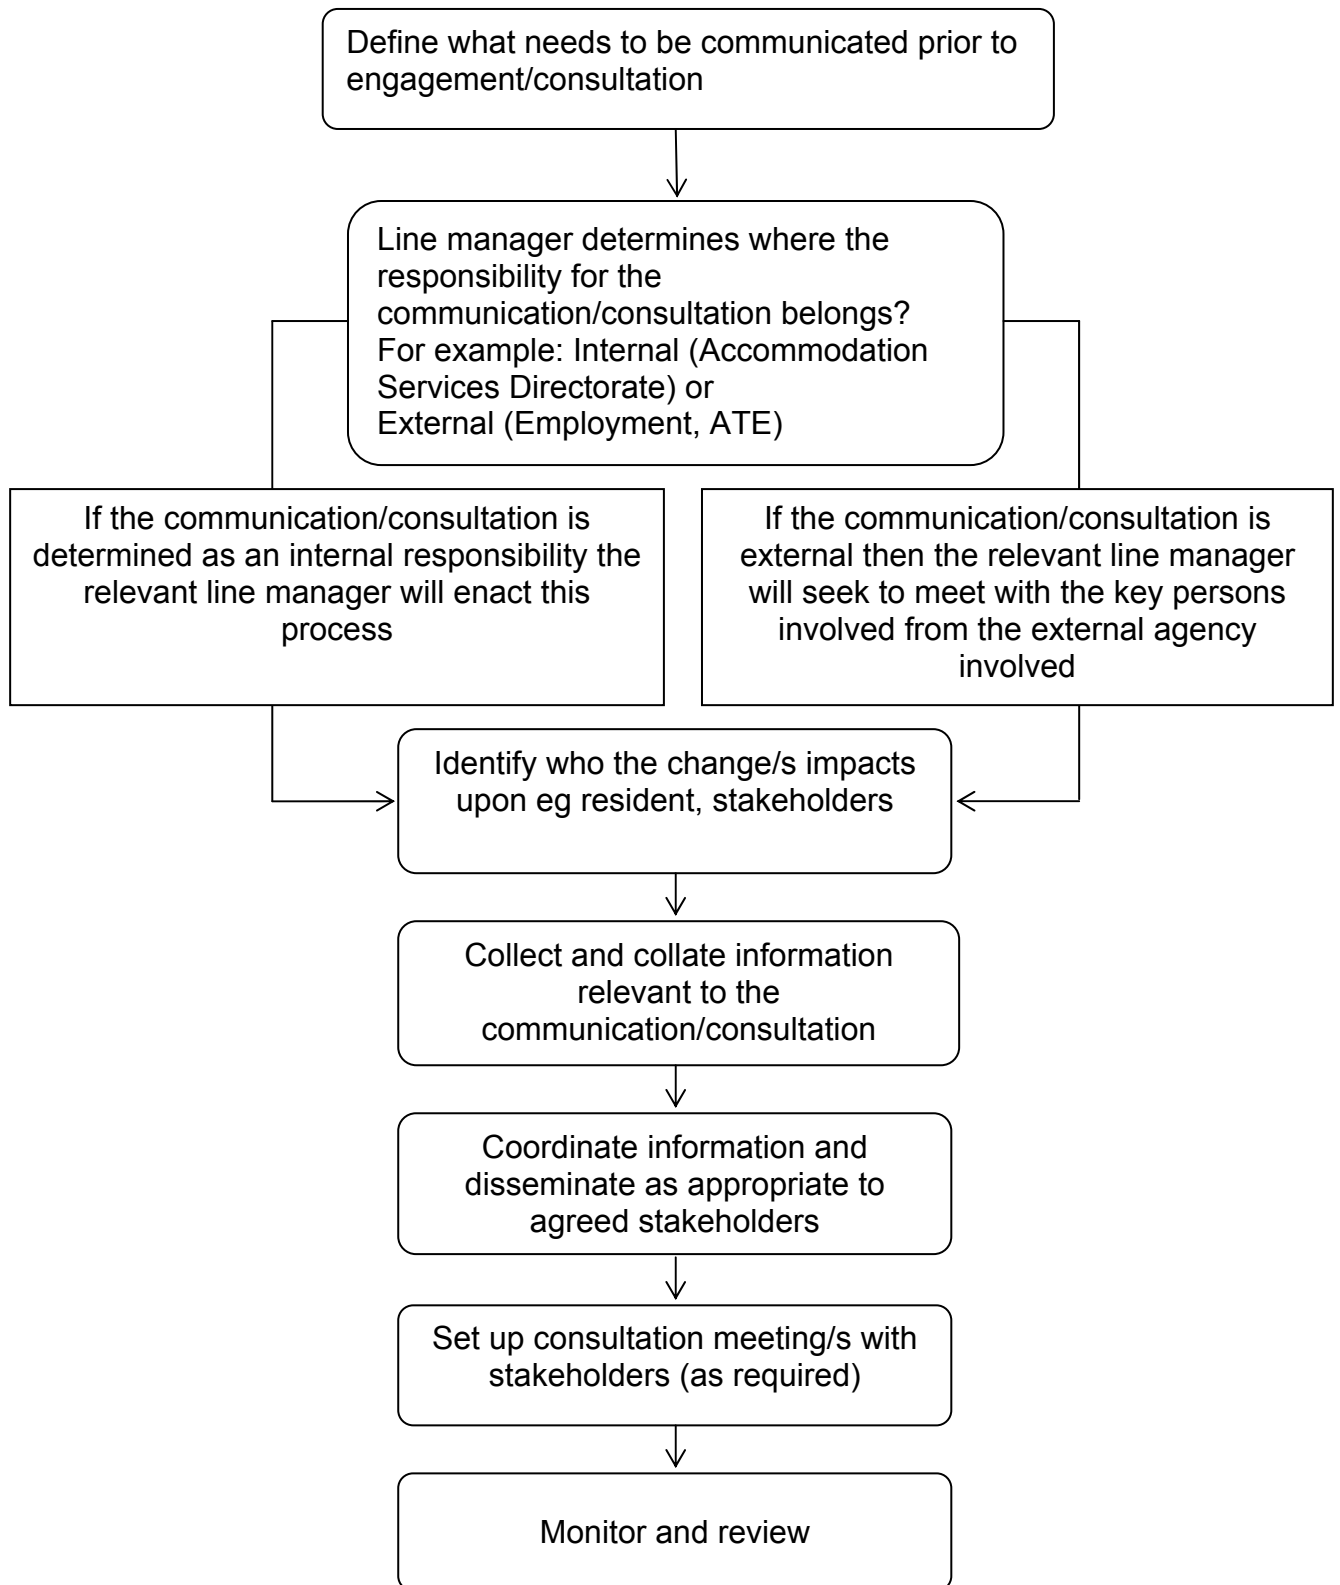 Define what needs to be communicated prior to
engagement/consultation
Line manager determines where the
responsibility for the
communication/consultation belongs?
For example: Internal (Accommodation
Services Directorate) or
External (Employment, ATE)
If the communication/consultation is
determined as an internal responsibility the
relevant line manager will enact this
process
If the communication/consultation is
external then the relevant line manager
will seek to meet with the key persons
involved from the external agency
involved
Identify who the change/s impacts
upon eg resident, stakeholders
Collect and collate information
relevant to the
communication/consultation
Coordinate information and
disseminate as appropriate to
agreed stakeholders
Set up consultation meeting/s with
stakeholders (as required)
Monitor and review